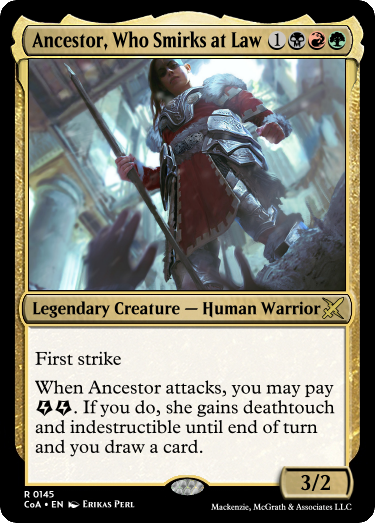 Ancestor, Who Smirks at Law 1
Legendary Creature — Human Warrior
First strike
When Ancestor attacks, you may pay
. If you do, she gains deathtouch
and indestructible until end of turn
and you draw a card.
3/2
R 0145
CoA • EN Erikas Perl
Mackenzie, McGrath & Associates LLC